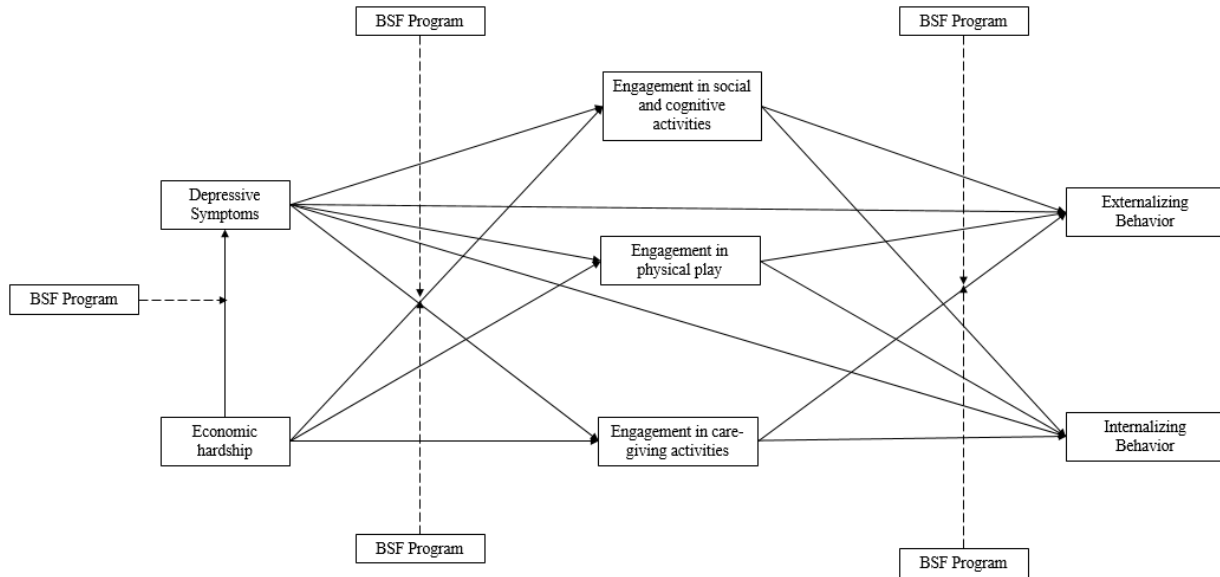 BSF Program
BSF Program
Engagement in social
and cognitive
activities
Depressive
Symptoms
Externalizing
Behavior
Engagement in
physical play
BSF Program
Economic
hardship
Engagement in care-
giving activities
Internalizing
Behavior
BSF Program
BSF Program